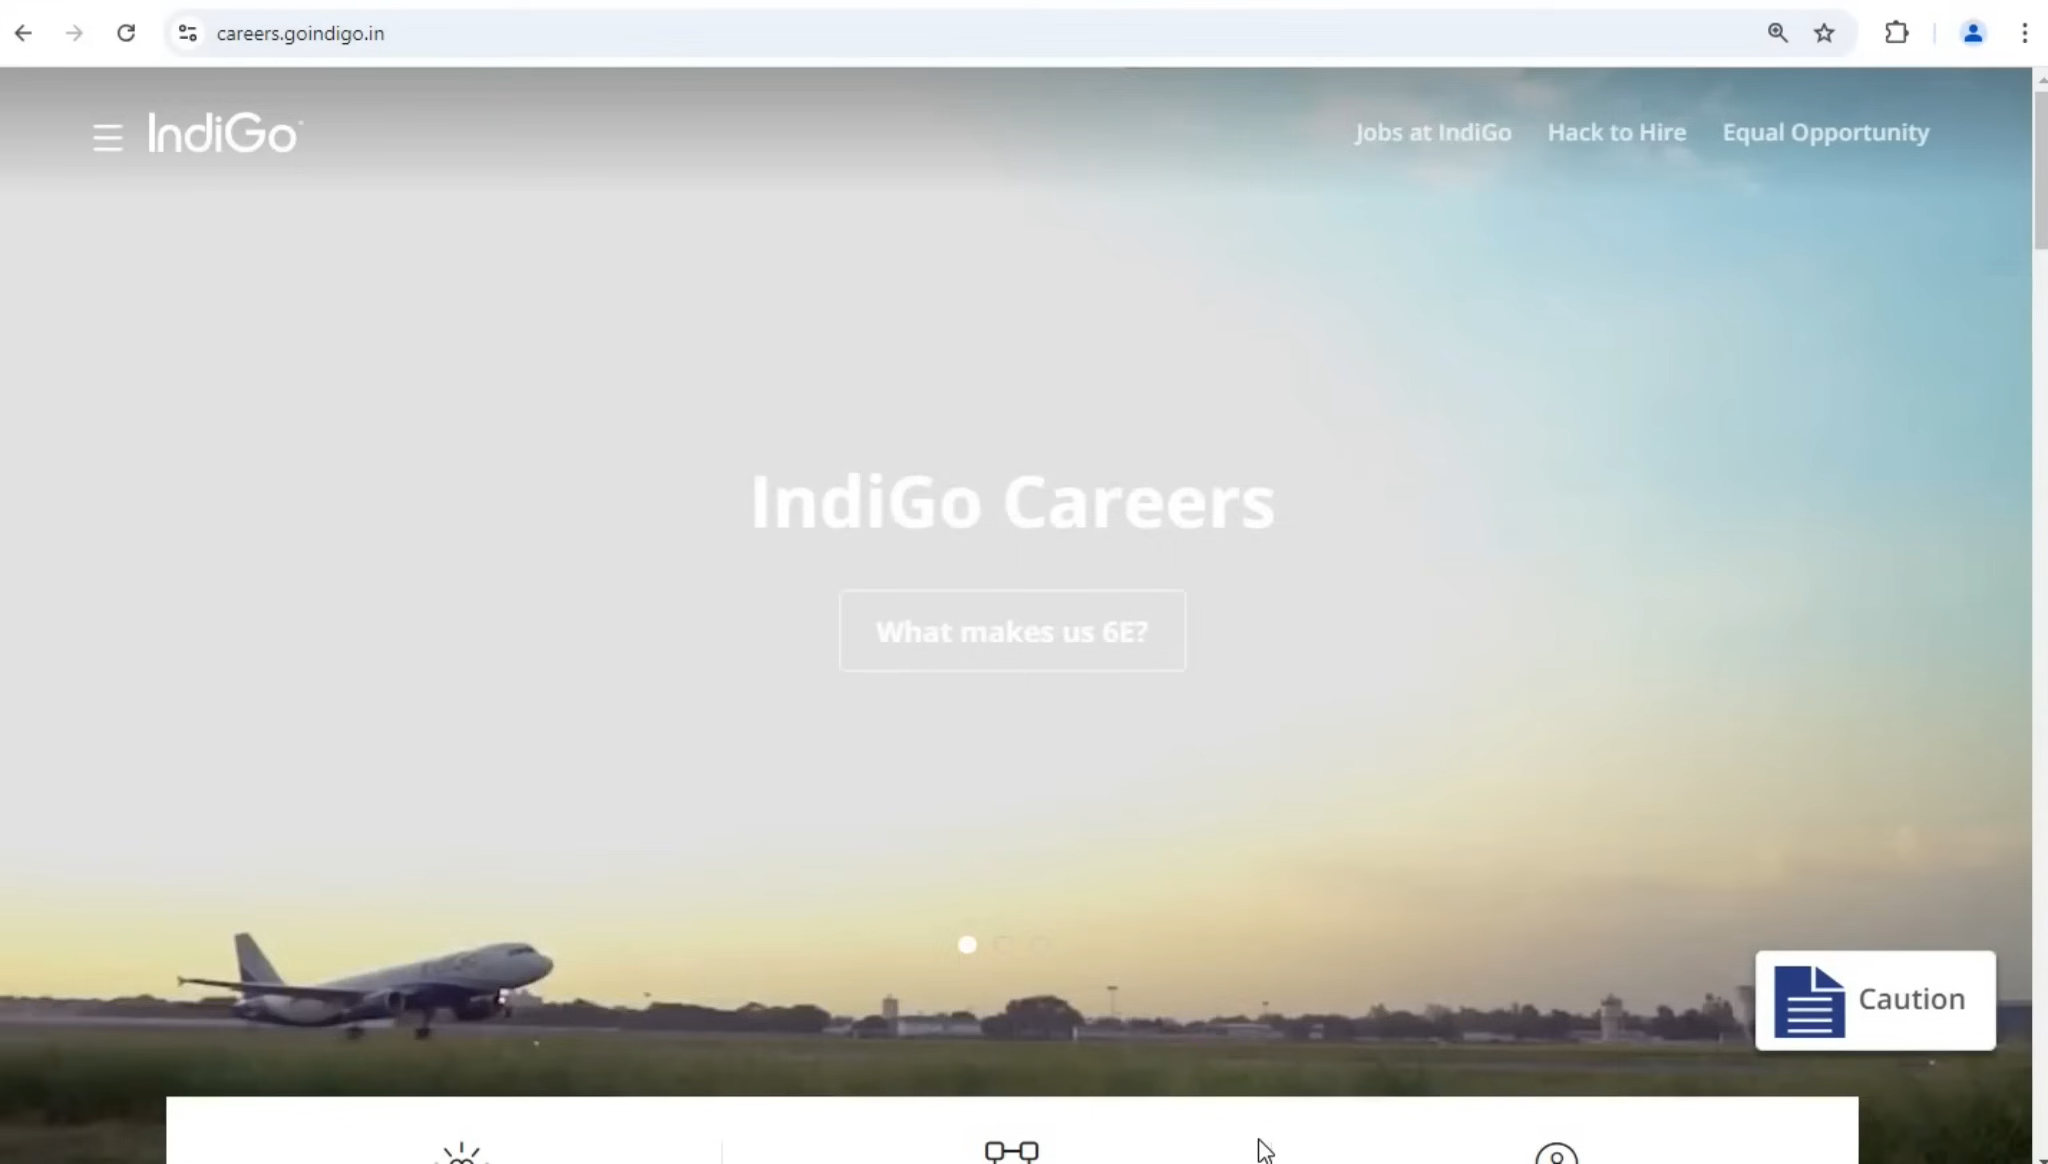 careers.goindigo.in
IndiGo
Jobs at IndiGo
Hack to Hire
Equal Opportunity
IndiGo Careers
What makes us 6E?
Caution